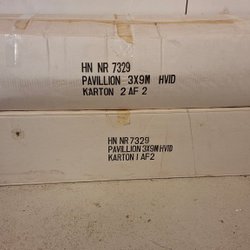 HN NR 7329
PAVILLION 3X9M HVID
KARTON 2 AF 2
HN NR 7329
PAVILLION 3X9M HVID
KARTON 1 AF 2